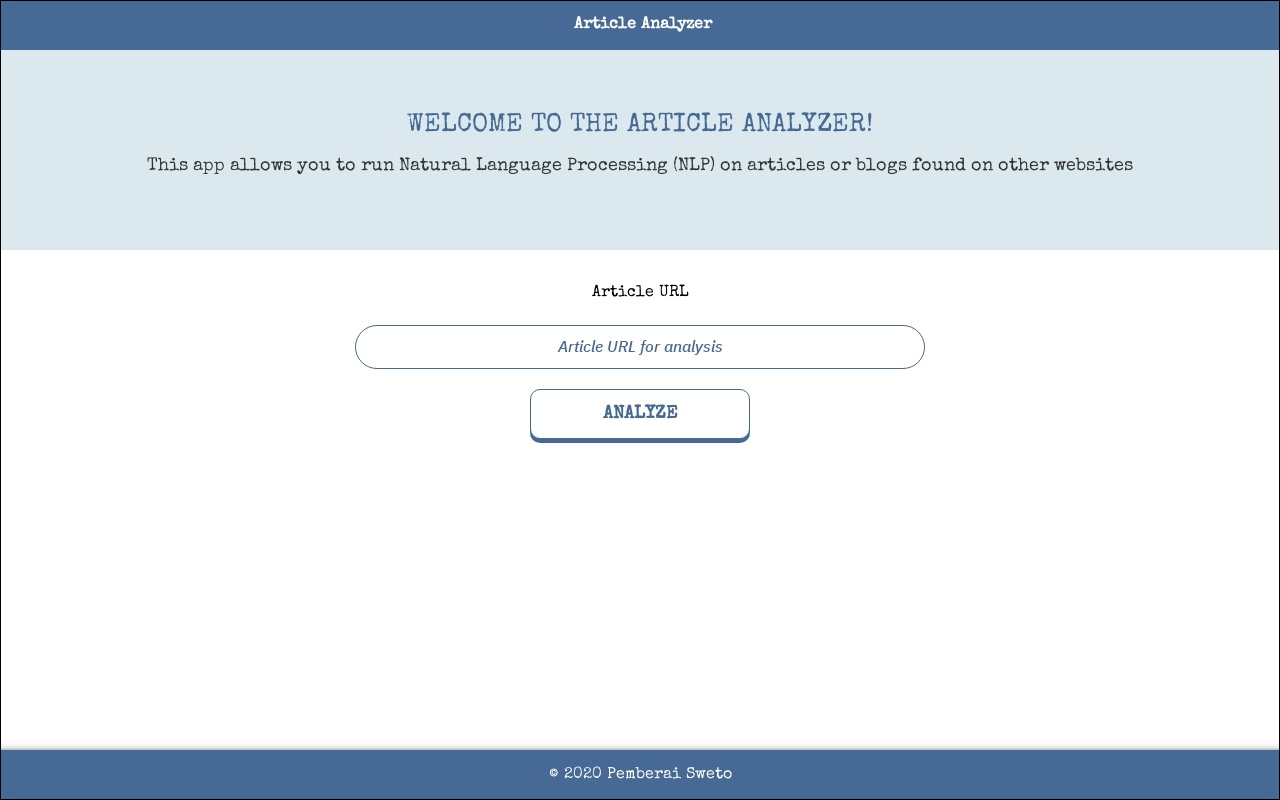 Article Analyzer
WELCOME TO THE ARTICLE ANALYZER!
This app allows you to run Natural Language Processing (NLP) on articles or blogs found on other websites
Article URL
Article URL for analysis
ANALYZE
© 2020 Pemberai Sweto